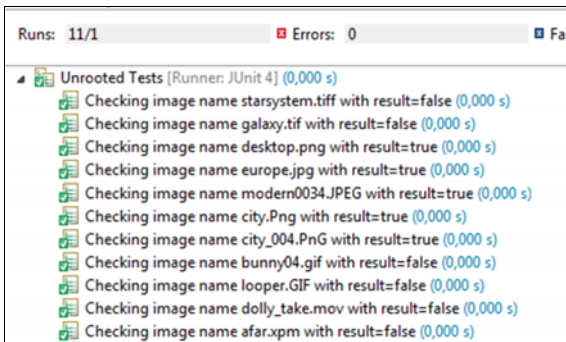 Runs: 11/1 Errors: 0 Fa
Unrooted Tests [Runner: JUnit 4] (0,000 s)
Checking image name starsystem.tiff with result=false (0,000 s)
Checking image name galaxy.tif with result=false (0,000 s)
Checking image name desktop.png with result=true (0,000 s)
Checking image name europe.jpg with result=true (0,000 s)
Checking image name modern0034.JPEG with result=true (0,000 s)
Checking image name city.Png with result=true (0,000 s)
Checking image name city_004.PnG with result=true (0,000 s)
Checking image name bunny04.gif with result=false (0,000 s)
Checking image name looper.GIF with result=false (0,000 s)
Checking image name dolly_take.mov with result=false (0,000 s)
Checking image name afar.xpm with result=false (0,000 s)